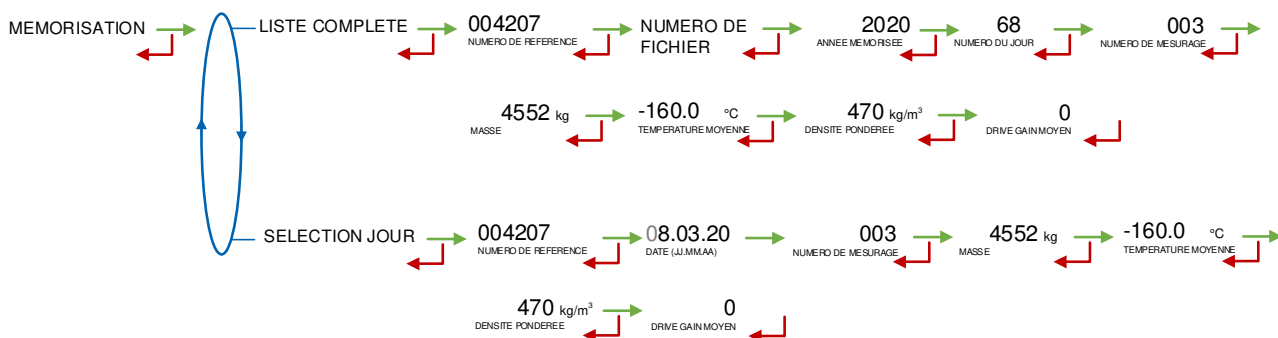 MEMORISATION
LISTE COMPLETE
004207
NUMERO DE REFERENCE
NUMERO DE
FICHIER
2020
ANNEE MEMORISEE
68
NUMERO DU JOUR
003
NUMERO DE MESURAGE
4552 kg
MASSE
-160.0 °C
TEMPERATURE MOYENNE
470 kg/m³
DENSITE PONDEREE
0
DRIVE GAIN MOYEN
SELECTION JOUR
004207
NUMERO DE REFERENCE
08.03.20
DATE (JJ.MM.AA)
003
NUMERO DE MESURAGE
4552 kg
MASSE
-160.0 °C
TEMPERATURE MOYENNE
470 kg/m³
DENSITE PONDEREE
0
DRIVE GAIN MOYEN